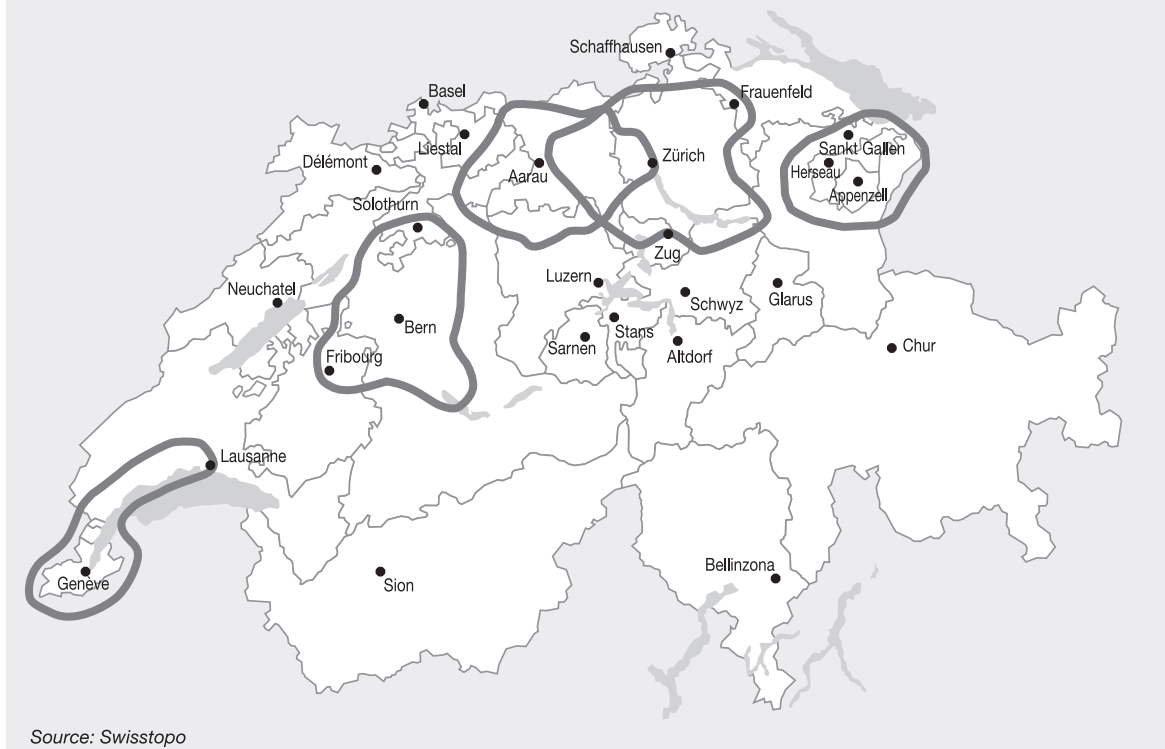 Schaffhausen
Basel
Frauenfeld
Liestal
Sankt Gallen
Délémont
Aarau
Zürich
Herseau
Appenzell
Solothurn
Zug
Luzern
Neuchatel
Schwyz
Glarus
Bern
Stans
Sarnen
Altdorf
Chur
Fribourg
Lausanne
Bellinzona
Genève
Sion
Source: Swisstopo